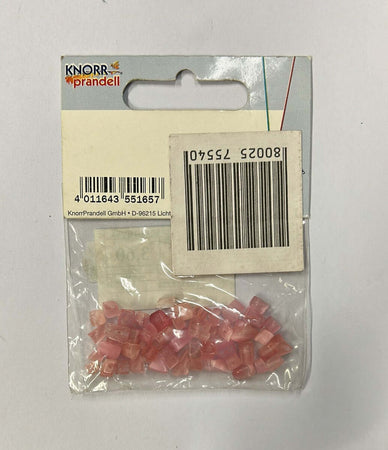 KNORR
prandell
80025 75540
4 011643 551657
KnorrPrandell GmbH • D-96215 Licht